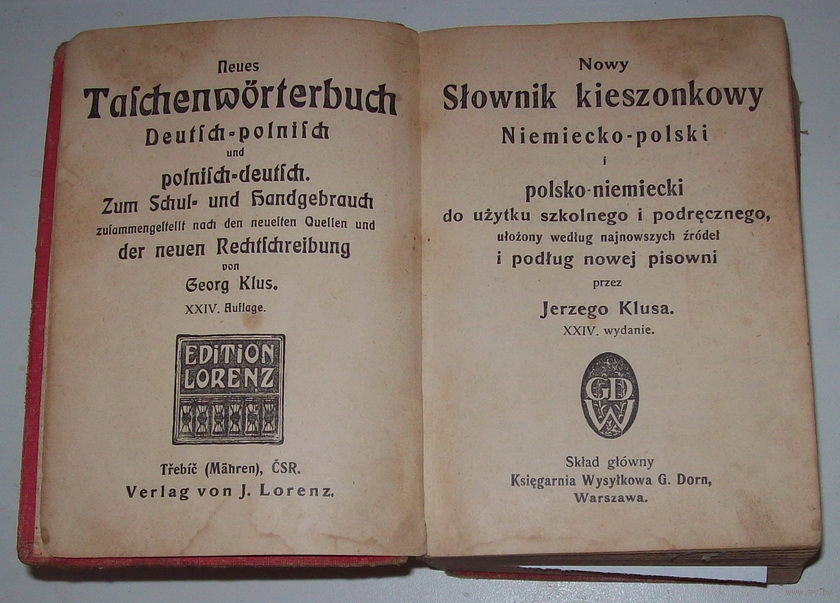 Neues
Taſchenwörterbuch
Deutſch-polniſch
und
polniſch-deutſch.
Zum Schul- und Handgebrauch
zuſammengeſtellt nach den neueſten Quellen und
der neuen Rechtſchreibung
von
Georg Klus.
XXIV. Auflage.
EDITION
LORENZ
Třebíč (Mähren), ČSR.
Verlag von J. Lorenz.
Nowy
Słownik kieszonkowy
Niemiecko-polski
i
polsko-niemiecki
do użytku szkolnego i podręcznego,
ułożony według najnowszych źródeł
i podług nowej pisowni
przez
Jerzego Klusa.
XXIV. wydanie.
GD
W
Skład główny
Księgarnia Wysyłkowa G. Dorn,
Warszawa.